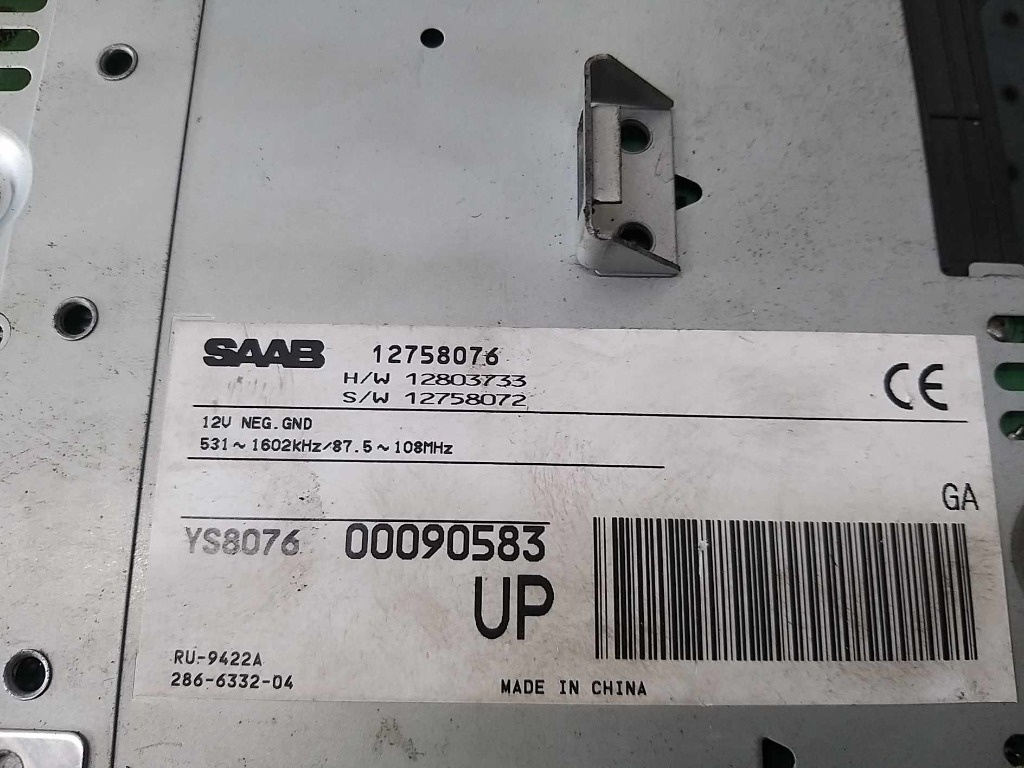 SAAB 12758076
H/W 12803733
S/W 12758072
CE
12V NEG.GND
531~1602KHz/87.5~108MHz
GA
YS8076 00090583
UP
RU-9422A
286-6332-04
MADE IN CHINA